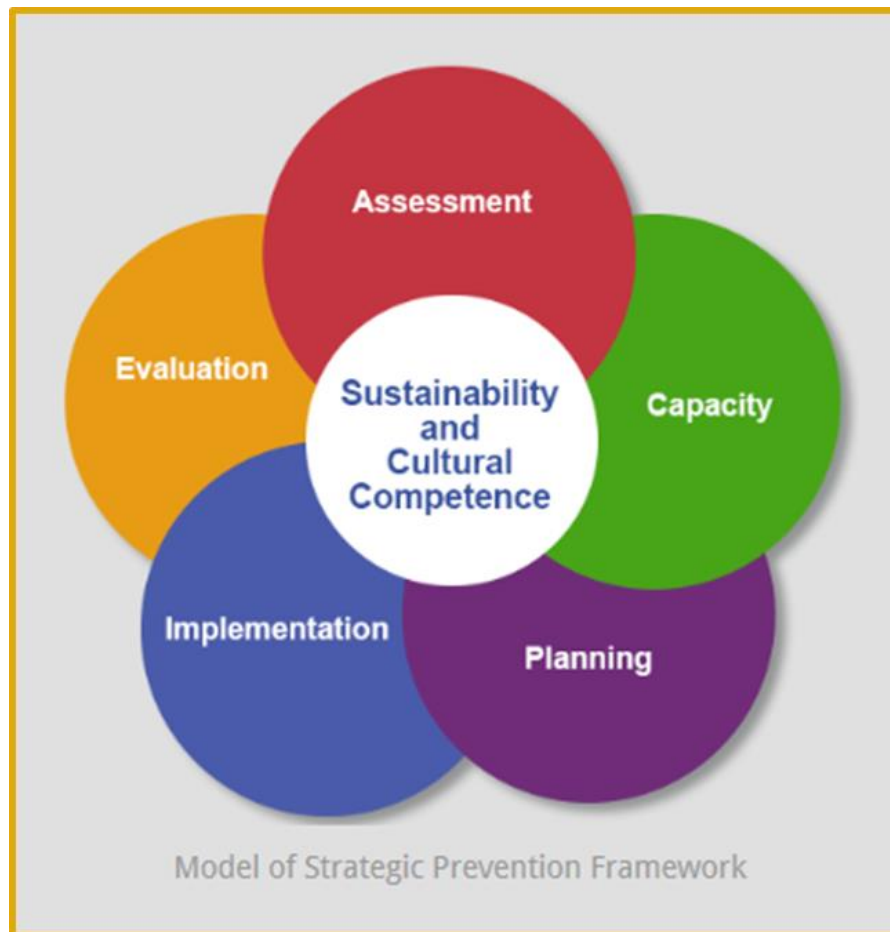 Assessment
Capacity
Planning
Implementation
Evaluation
Sustainability
and
Cultural
Competence
Model of Strategic Prevention Framework